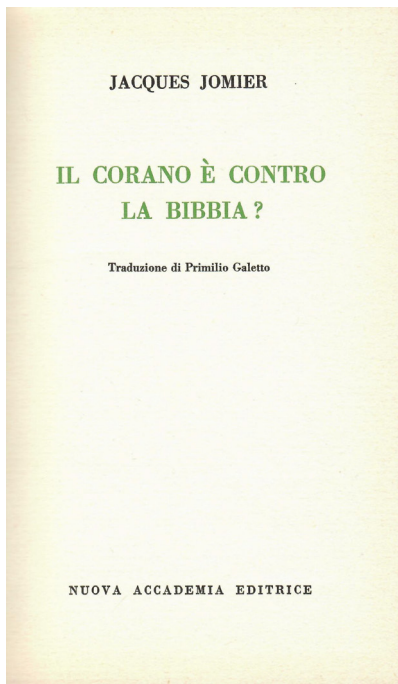 JACQUES JOMIER
IL CORANO È CONTRO
LA BIBBIA?
Traduzione di Primilio Galetto
NUOVA ACCADEMIA EDITRICE